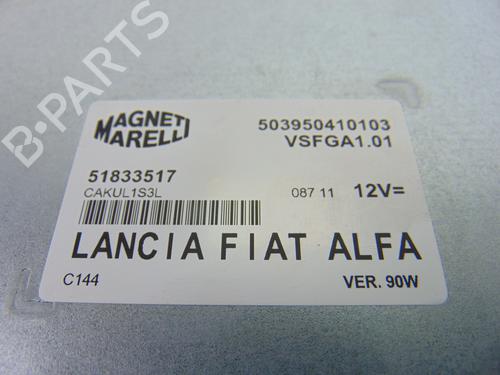 B-PARTS
MAGNETI
MARELLI
503950410103
VSFGA1.01
51833517
CAKUL1S3L
087 11 12V=
LANCIA FIAT ALFA
C144
VER. 90W